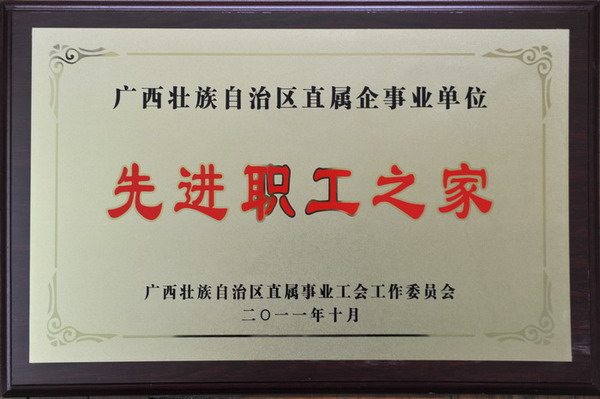 广西壮族自治区直属企事业单位
先进职工之家
广西壮族自治区直属事业工会工作委员会
二〇一一年十月